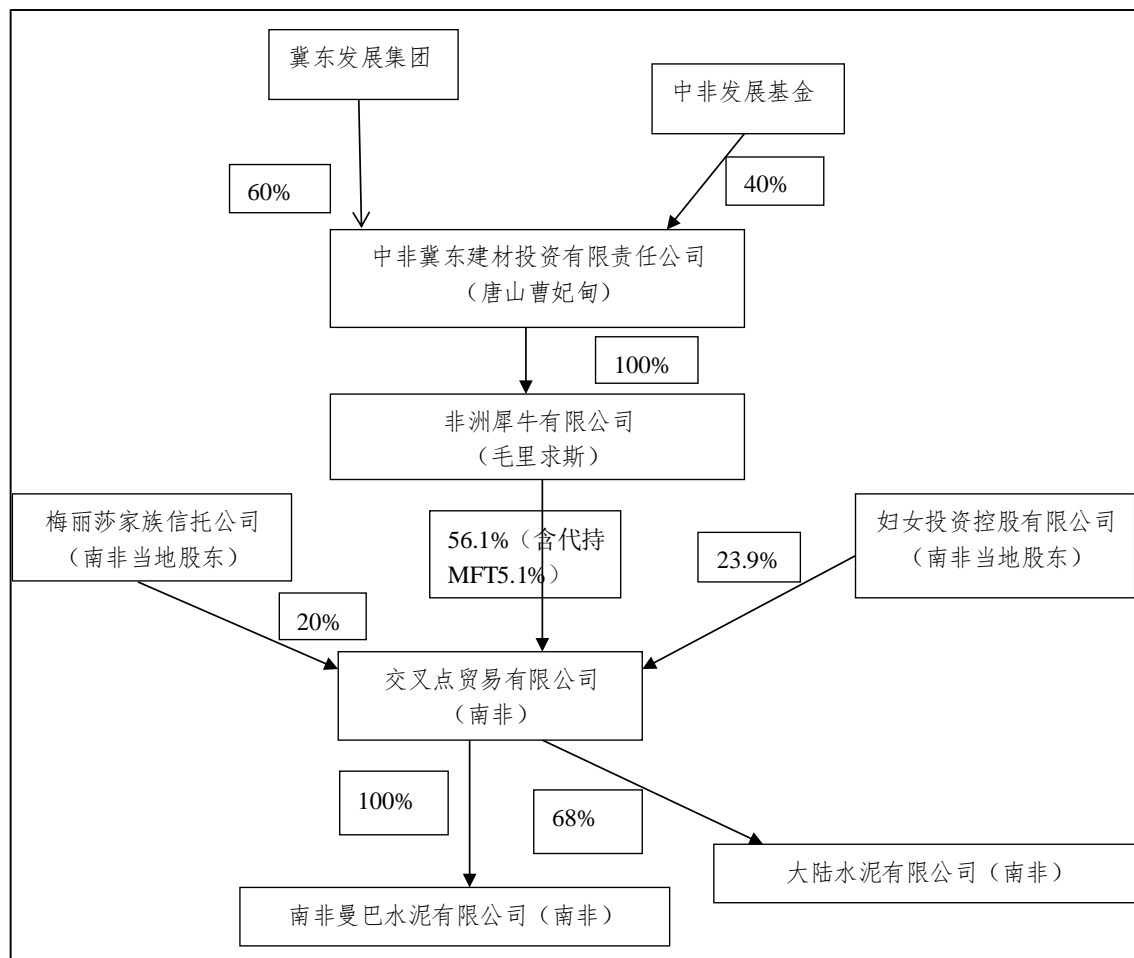 冀东发展集团
中非发展基金
60%
40%
中非冀东建材投资有限责任公司
（唐山曹妃甸）
100%
非洲犀牛有限公司
（毛里求斯）
梅丽莎家族信托公司
（南非当地股东）
56.1%（含代持
MFT5.1%）
23.9%
妇女投资控股有限公司
（南非当地股东）
20%
交叉点贸易有限公司
（南非）
100%
68%
大陆水泥有限公司（南非）
南非曼巴水泥有限公司（南非）